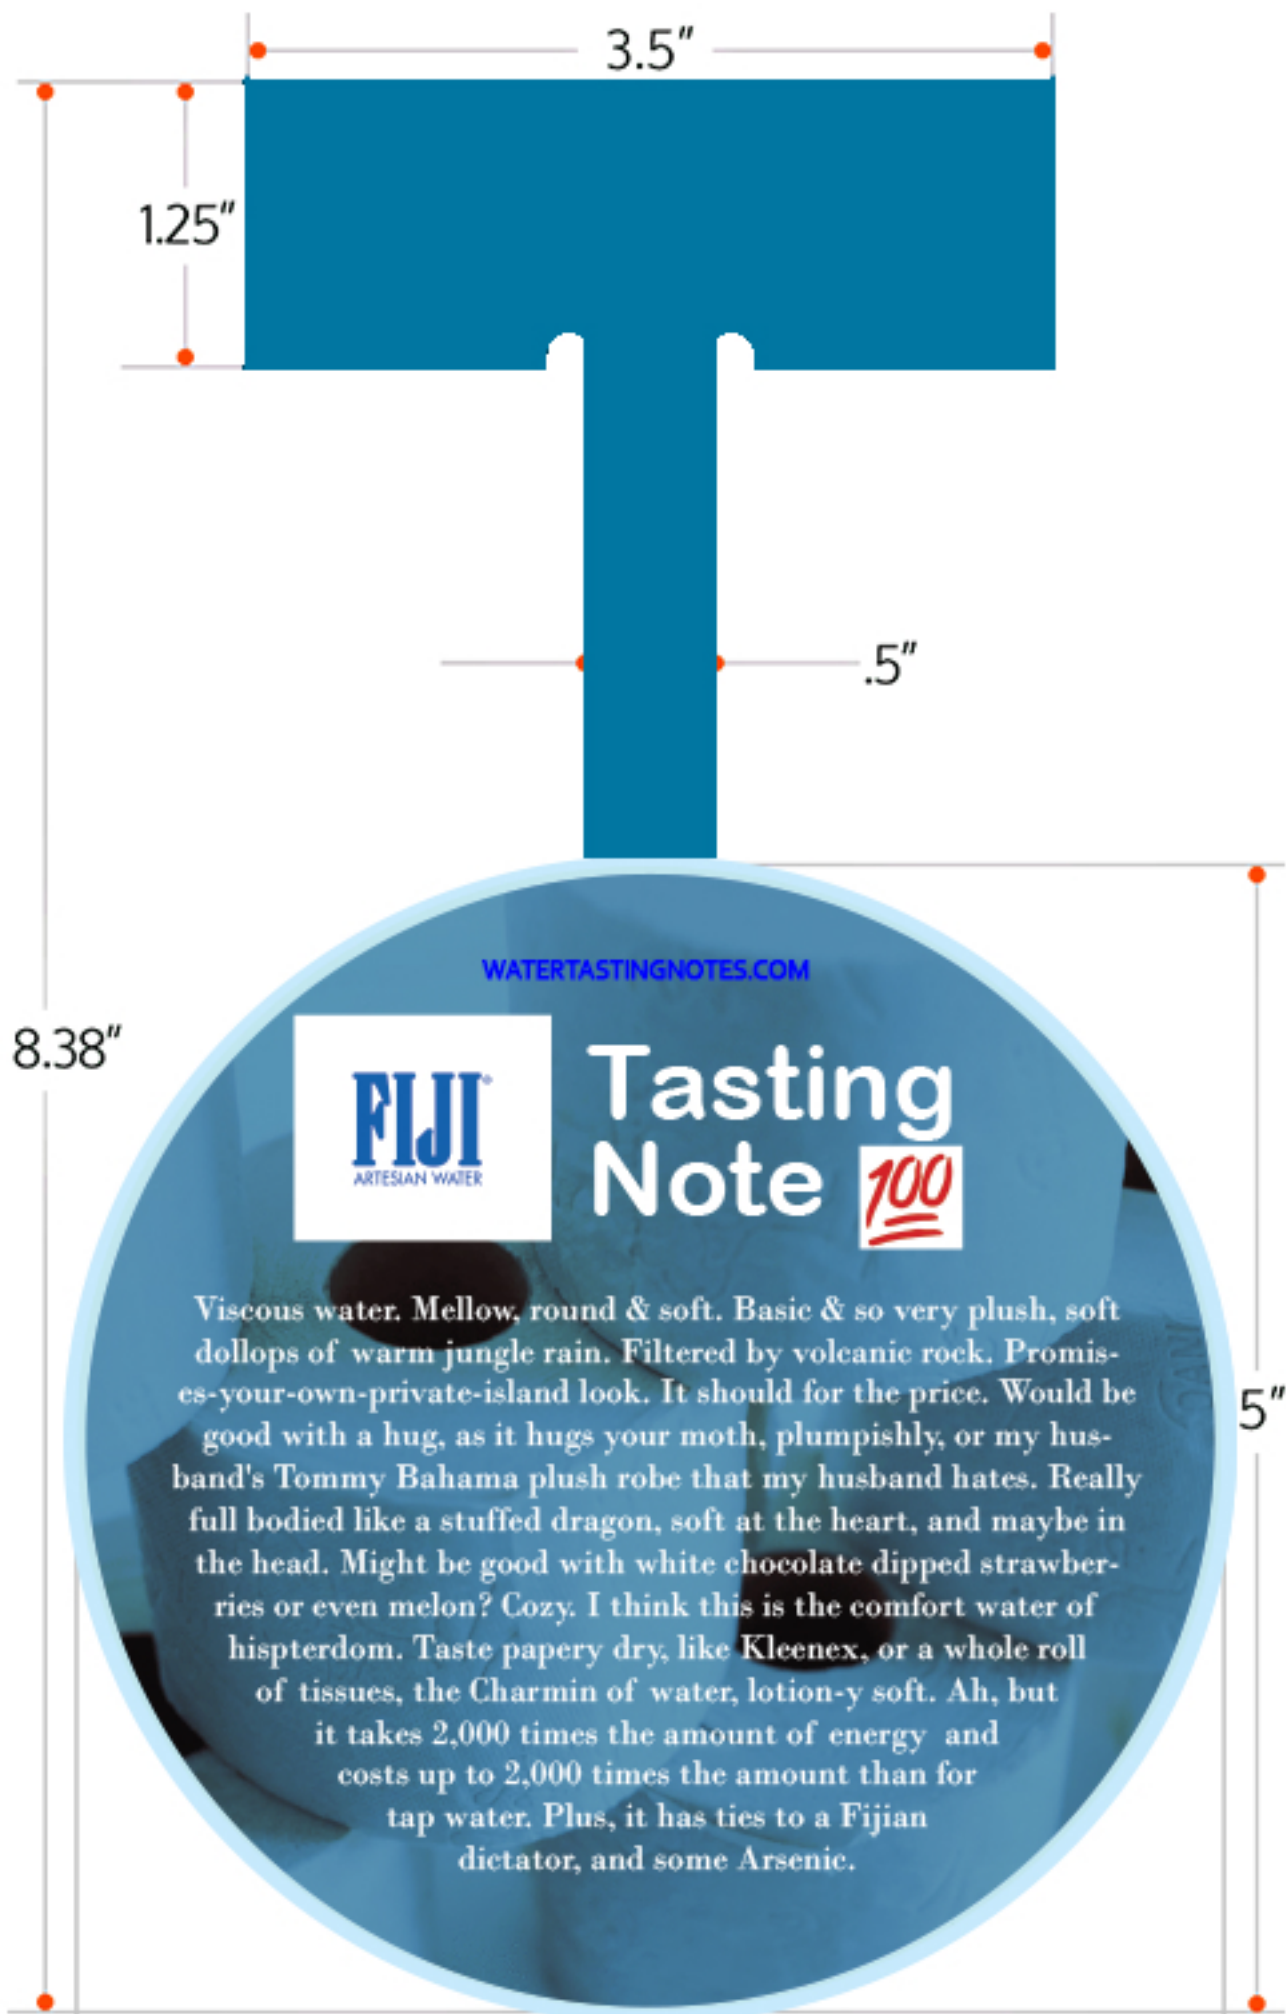 3.5"
1.25"
.5"
8.38"
WATERTASTINGNOTES.COM
FIJI®
ARTESIAN WATER
Tasting
Note 100
Viscous water. Mellow, round & soft. Basic & so very plush, soft
dollops of warm jungle rain. Filtered by volcanic rock. Promis-
es-your-own-private-island look. It should for the price. Would be
good with a hug, as it hugs your moth, plumpishly, or my hus-
band's Tommy Bahama plush robe that my husband hates. Really
full bodied like a stuffed dragon, soft at the heart, and maybe in
the head. Might be good with white chocolate dipped strawber-
ries or even melon? Cozy. I think this is the comfort water of
hispterdom. Taste papery dry, like Kleenex, or a whole roll
of tissues, the Charmin of water, lotion-y soft. Ah, but
it takes 2,000 times the amount of energy and
costs up to 2,000 times the amount than for
tap water. Plus, it has ties to a Fijian
dictator, and some Arsenic.
5"